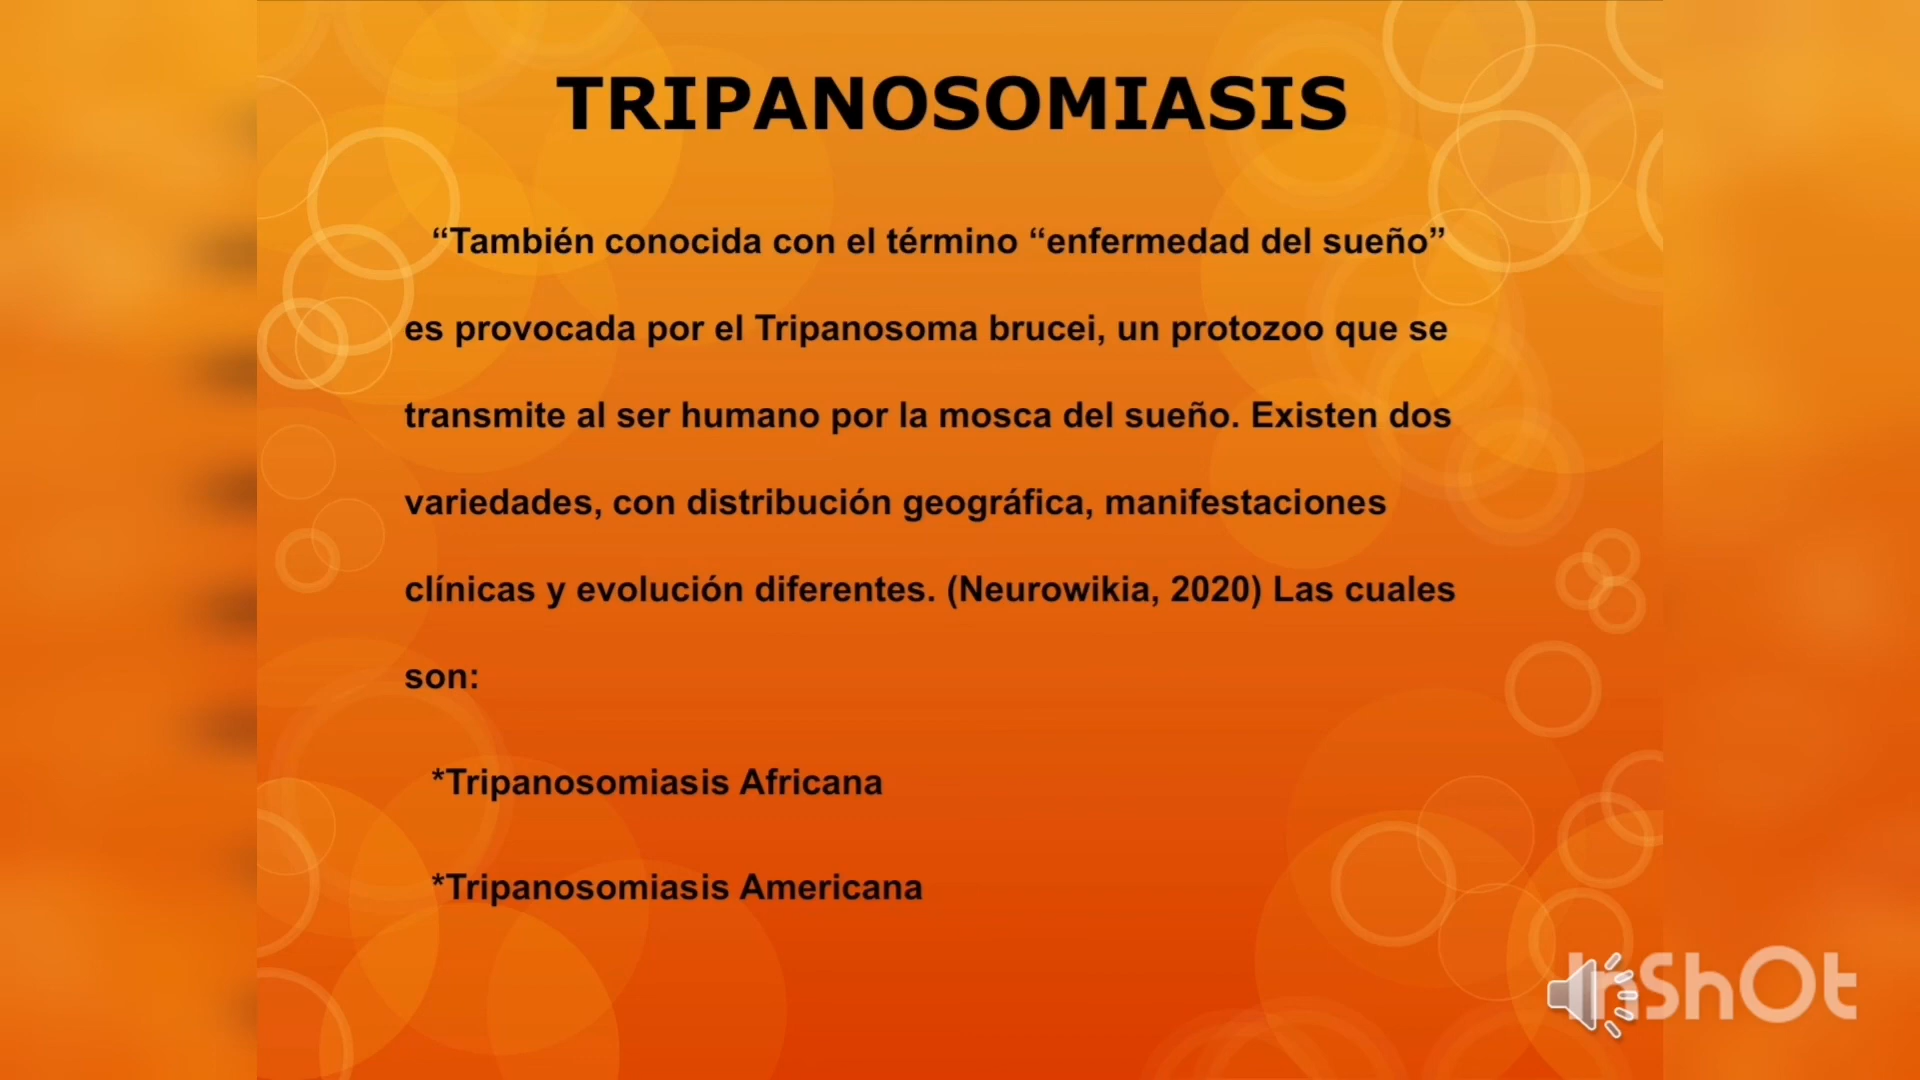 TRIPANOSOMIASIS
“También conocida con el término “enfermedad del sueño”
es provocada por el Tripanosoma brucei, un protozoo que se
transmite al ser humano por la mosca del sueño. Existen dos
variedades, con distribución geográfica, manifestaciones
clínicas y evolución diferentes. (Neurowikia, 2020) Las cuales
son:
*Tripanosomiasis Africana
*Tripanosomiasis Americana
InShOt